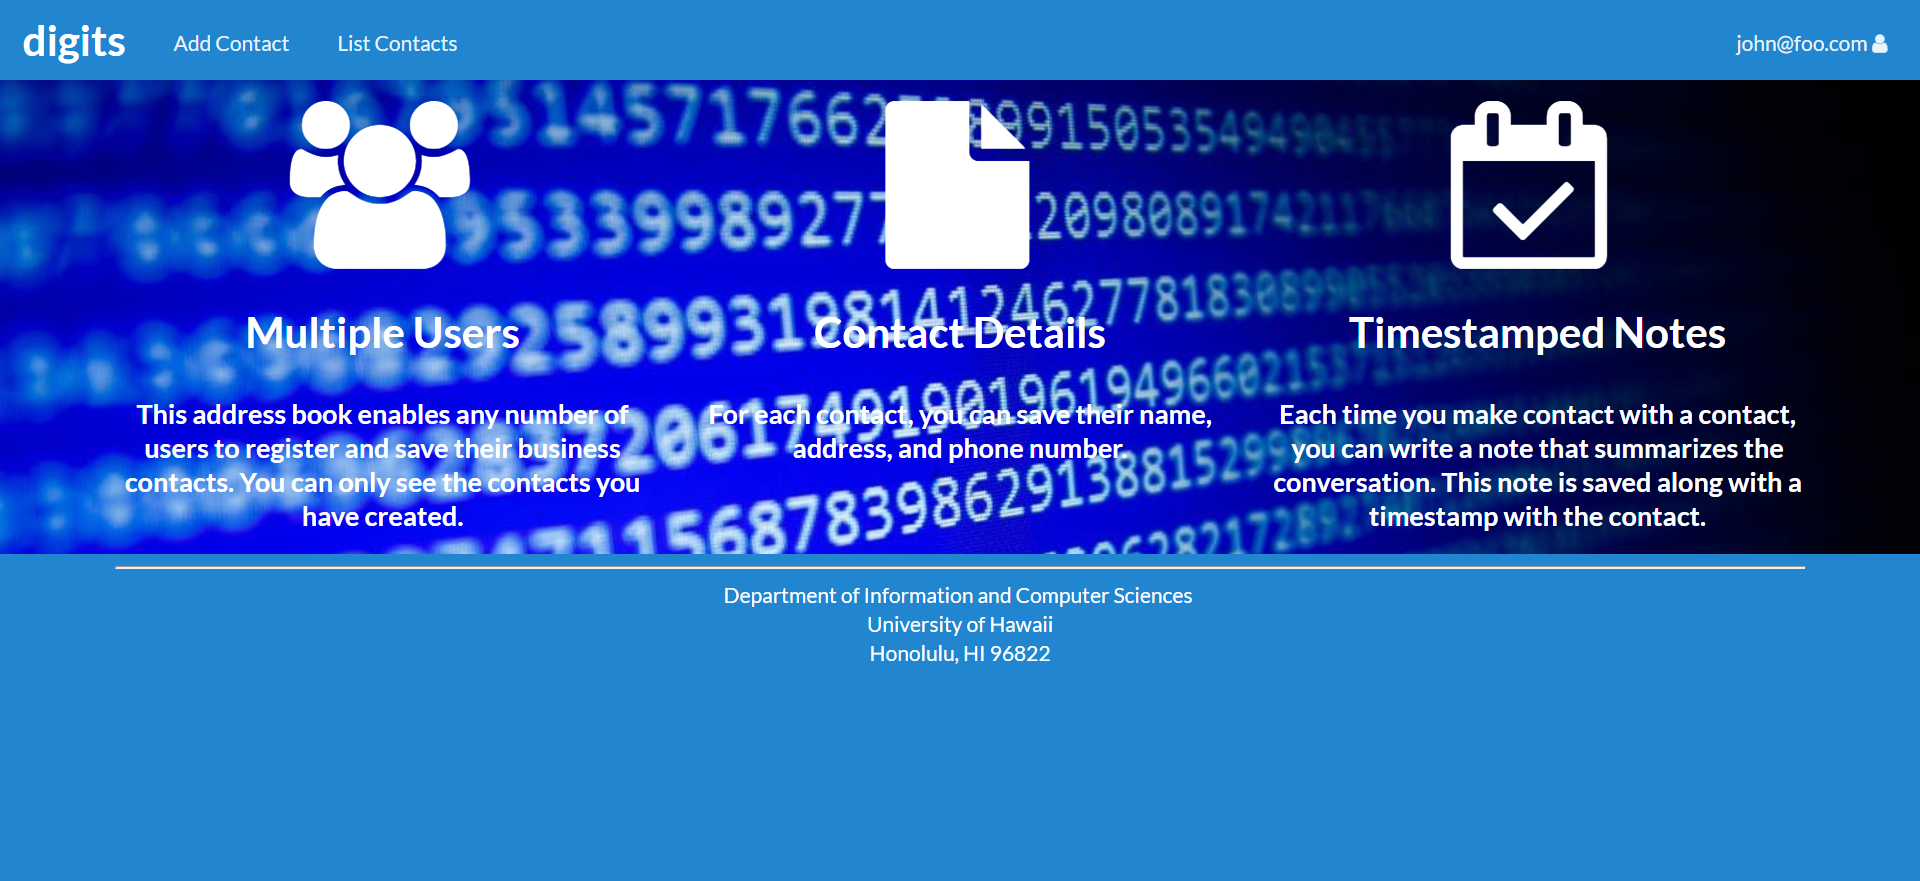 digits
Add Contact
List Contacts
john@foo.com
Multiple Users
This address book enables any number of
users to register and save their business
contacts. You can only see the contacts you
have created.
Contact Details
For each contact, you can save their name,
address, and phone number.
Timestamped Notes
Each time you make contact with a contact,
you can write a note that summarizes the
conversation. This note is saved along with a
timestamp with the contact.
Department of Information and Computer Sciences
University of Hawaii
Honolulu, HI 96822